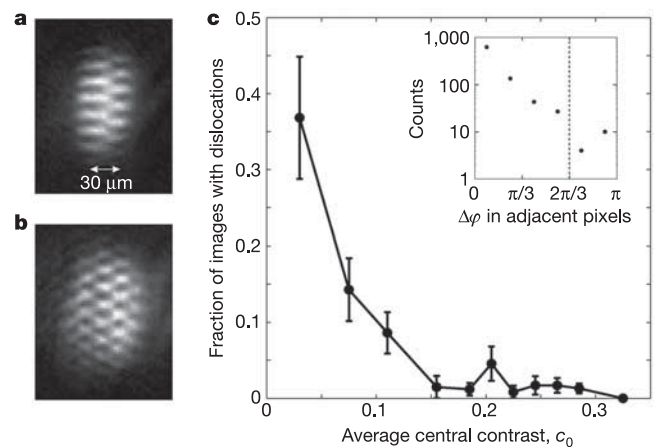 a
30 μm
b
c
Fraction of images with dislocations
0.5
0.4
0.3
0.2
0.1
0
0
0.1
0.2
0.3
Average central contrast, c0
Counts
1,000
100
10
1
0
π/3
2π/3
π
Δφ in adjacent pixels